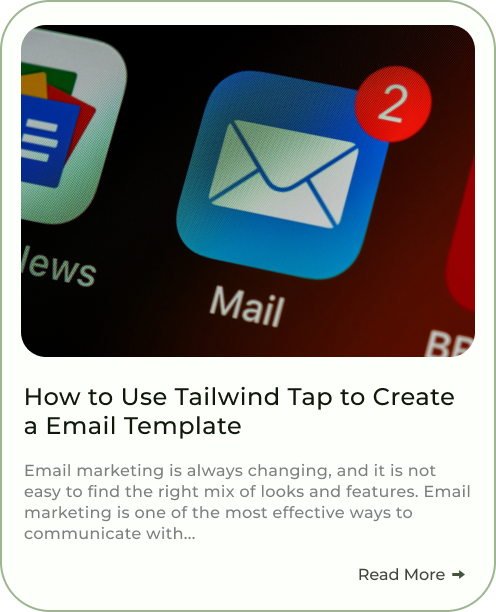 2
News
Mail
How to Use Tailwind Tap to Create
a Email Template
Email marketing is always changing, and it is not
easy to find the right mix of looks and features. Email
marketing is one of the most effective ways to
communicate with...
Read More